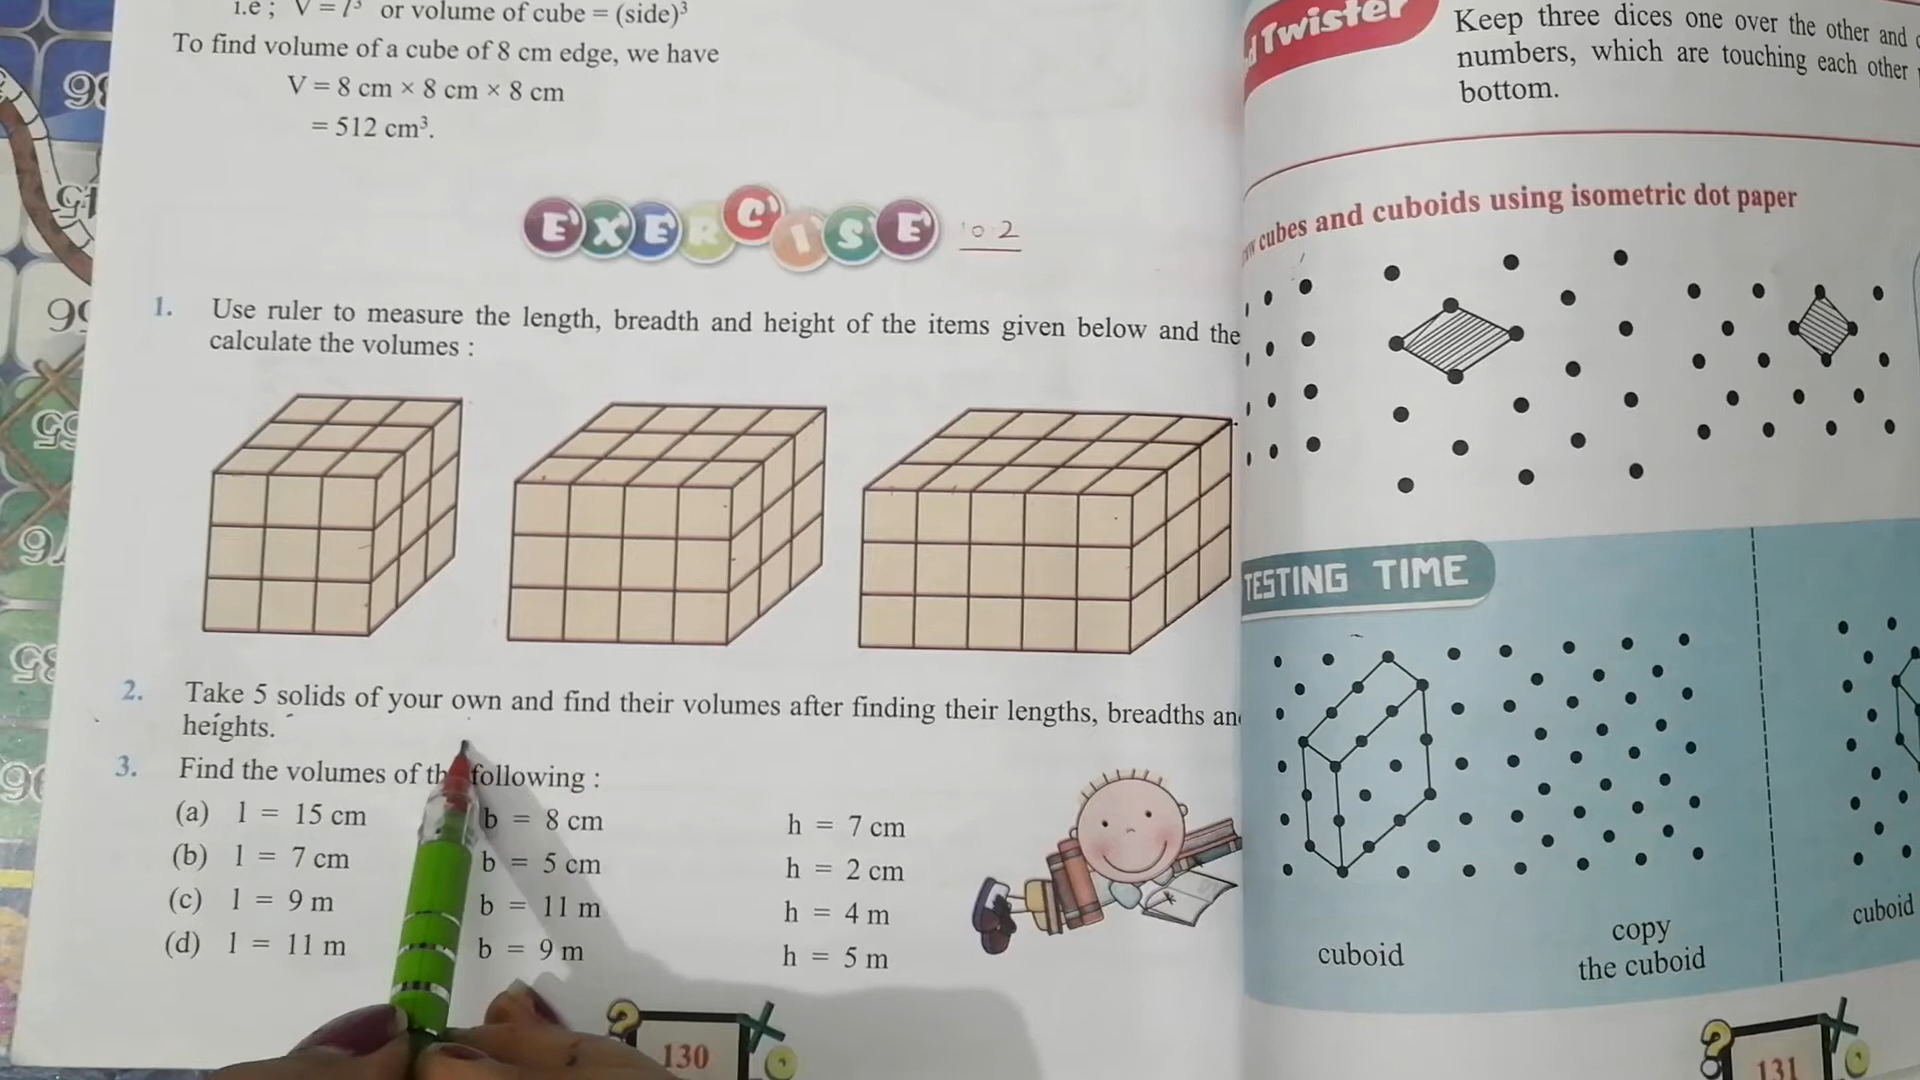 i.e ; V = l³ or volume of cube = (side)³
To find volume of a cube of 8 cm edge, we have
V = 8 cm × 8 cm × 8 cm
= 512 cm³.
EXERCISE 10.2
1. Use ruler to measure the length, breadth and height of the items given below and the
calculate the volumes :
2. Take 5 solids of your own and find their volumes after finding their lengths, breadths an
heights.
3. Find the volumes of following :
(a) l = 15 cm b = 8 cm h = 7 cm
(b) l = 7 cm b = 5 cm h = 2 cm
(c) l = 9 m b = 11 m h = 4 m
(d) l = 11 m b = 9 m h = 5 m
130
Twister
Keep three dices one over the other and
numbers, which are touching each other
bottom.
cubes and cuboids using isometric dot paper
TESTING TIME
cuboid
copy
the cuboid
cuboid
131